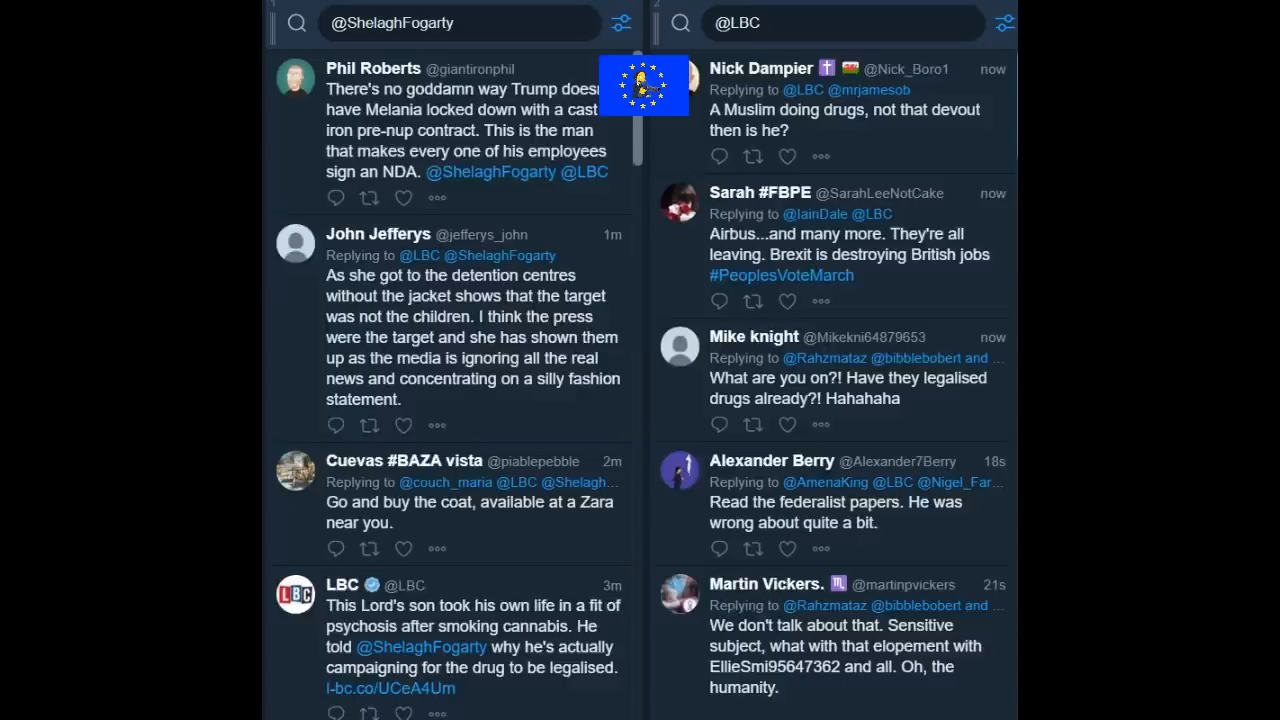 1
@ShelaghFogarty
Phil Roberts @giantironphil
There's no goddamn way Trump doesn
have Melania locked down with a cast
iron pre-nup contract. This is the man
that makes every one of his employees
sign an NDA. @ShelaghFogarty @LBC
John Jefferys @jefferys_john 1m
Replying to @LBC @ShelaghFogarty
As she got to the detention centres
without the jacket shows that the target
was not the children. I think the press
were the target and she has shown them
up as the media is ignoring all the real
news and concentrating on a silly fashion
statement.
Cuevas #BAZA vista @piablepebble 2m
Replying to @couch_maria @LBC @Shelagh...
Go and buy the coat, available at a Zara
near you.
LBC @LBC 3m
LBC
This Lord's son took his own life in a fit of
psychosis after smoking cannabis. He
told @ShelaghFogarty why he's actually
campaigning for the drug to be legalised.
l-bc.co/UCeA4Um
2
@LBC
Nick Dampier @Nick_Boro1 now
Replying to @LBC @mrjamesob
A Muslim doing drugs, not that devout
then is he?
Sarah #FBPE @SarahLeeNotCake now
Replying to @IainDale @LBC
Airbus...and many more. They're all
leaving. Brexit is destroying British jobs
#PeoplesVoteMarch
Mike knight @Mikekni64879653 now
Replying to @Rahzmataz @bibblebobert and ...
What are you on?! Have they legalised
drugs already?! Hahahaha
Alexander Berry @Alexander7Berry 18s
Replying to @AmenaKing @LBC @Nigel_Far...
Read the federalist papers. He was
wrong about quite a bit.
Martin Vickers. @martinpvickers 21s
Replying to @Rahzmataz @bibblebobert and ...
We don't talk about that. Sensitive
subject, what with that elopement with
EllieSmi95647362 and all. Oh, the
humanity.